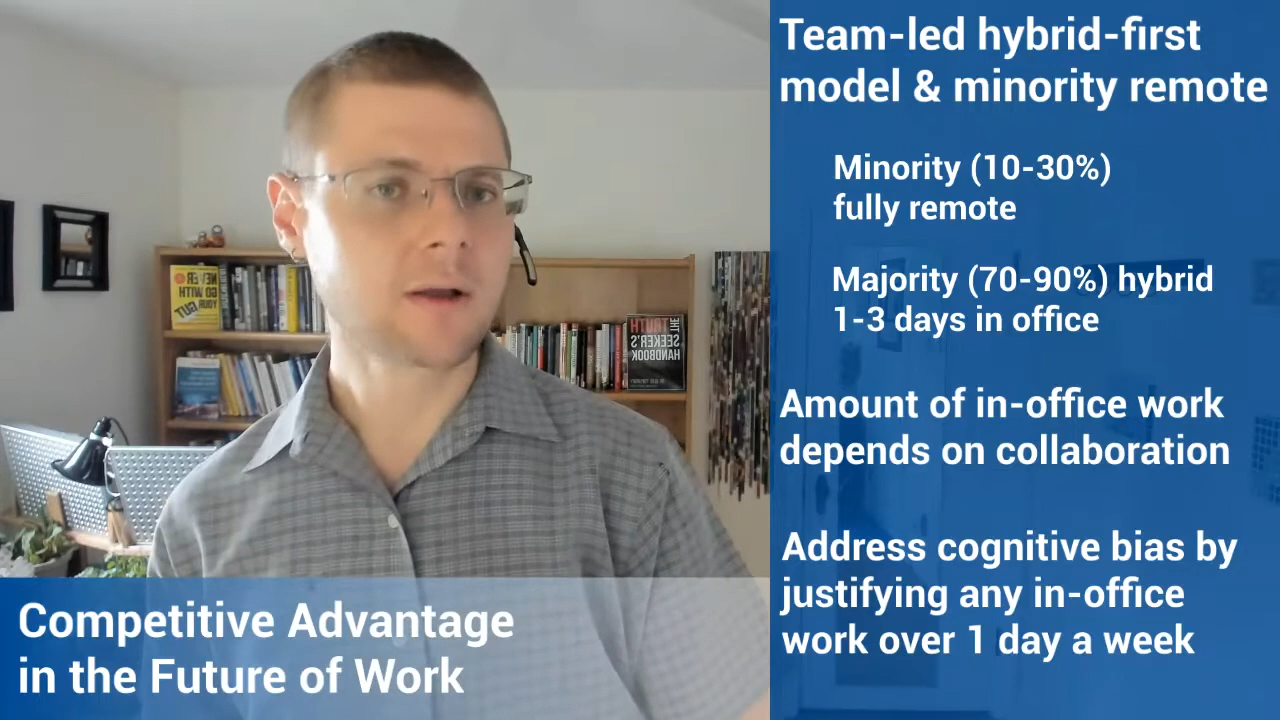 Team-led hybrid-first
model & minority remote
Minority (10-30%)
fully remote
Majority (70-90%) hybrid
1-3 days in office
Amount of in-office work
depends on collaboration
Address cognitive bias by
justifying any in-office
work over 1 day a week
Competitive Advantage
in the Future of Work
NEVER
GO WITH
YOUR
GUT
THE
TRUTH
SEEKER'S
HANDBOOK